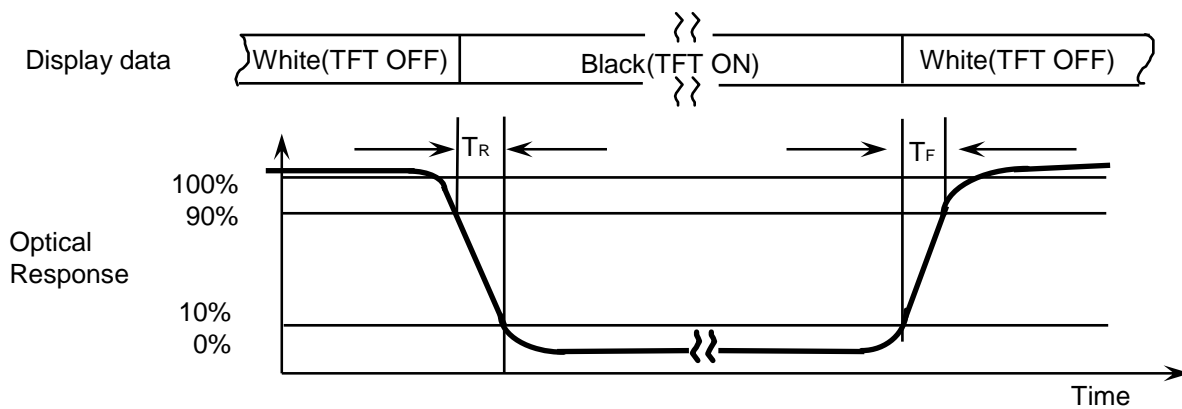 Display data
White(TFT OFF)
Black(TFT ON)
White(TFT OFF)
TR
TF
100%
90%
Optical
Response
10%
0%
Time